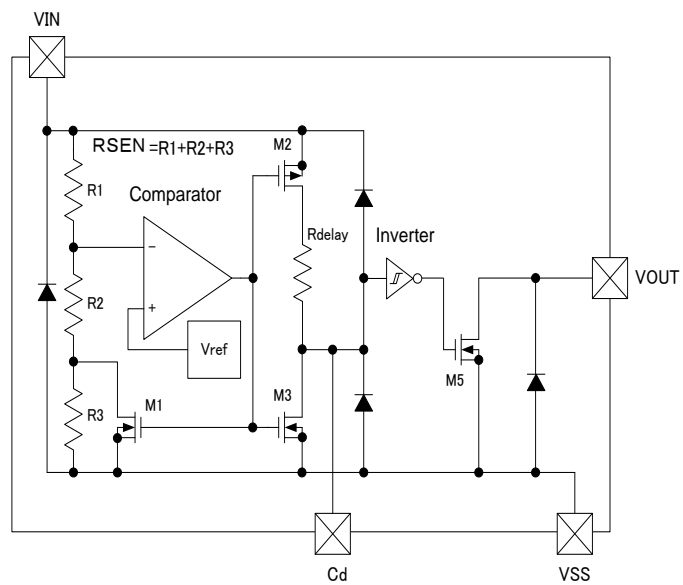 VIN
RSEN =R1+R2+R3
M2
R1
Comparator
Rdelay
Inverter
−
VOUT
R2
+
Vref
M5
M1
M3
R3
Cd
VSS